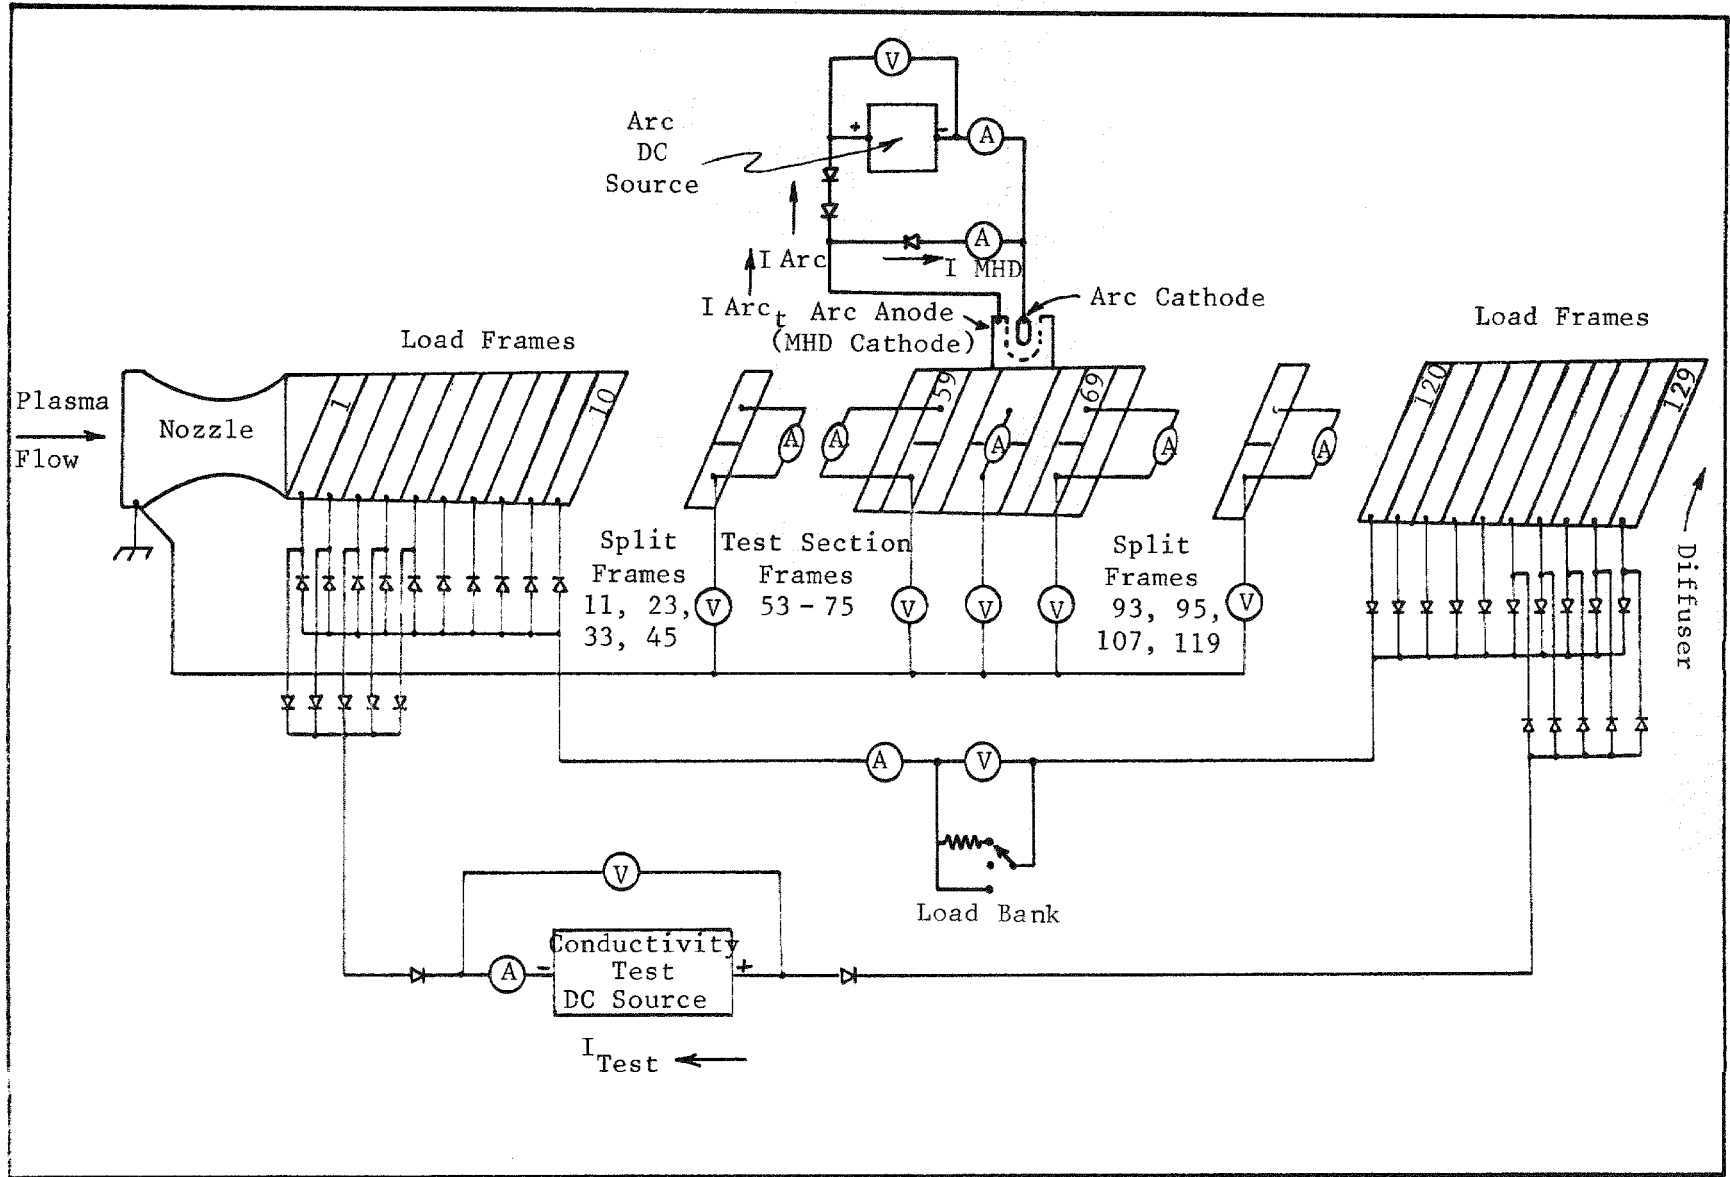 V
Arc
DC
Source
+
-
A
A
I Arc
I MHD
I Arct
Arc Anode
(MHD Cathode)
Arc Cathode
Load Frames
Load Frames
Plasma
Flow
Nozzle
1
10
A
A
59
A
69
A
A
120
129
Diffuser
Split
Frames
11, 23,
33, 45
V
Test Section
Frames
53 - 75
V
V
V
Split
Frames
93, 95,
107, 119
V
A
V
Load Bank
V
A
-
Conductivity
Test
DC Source
+
I Test